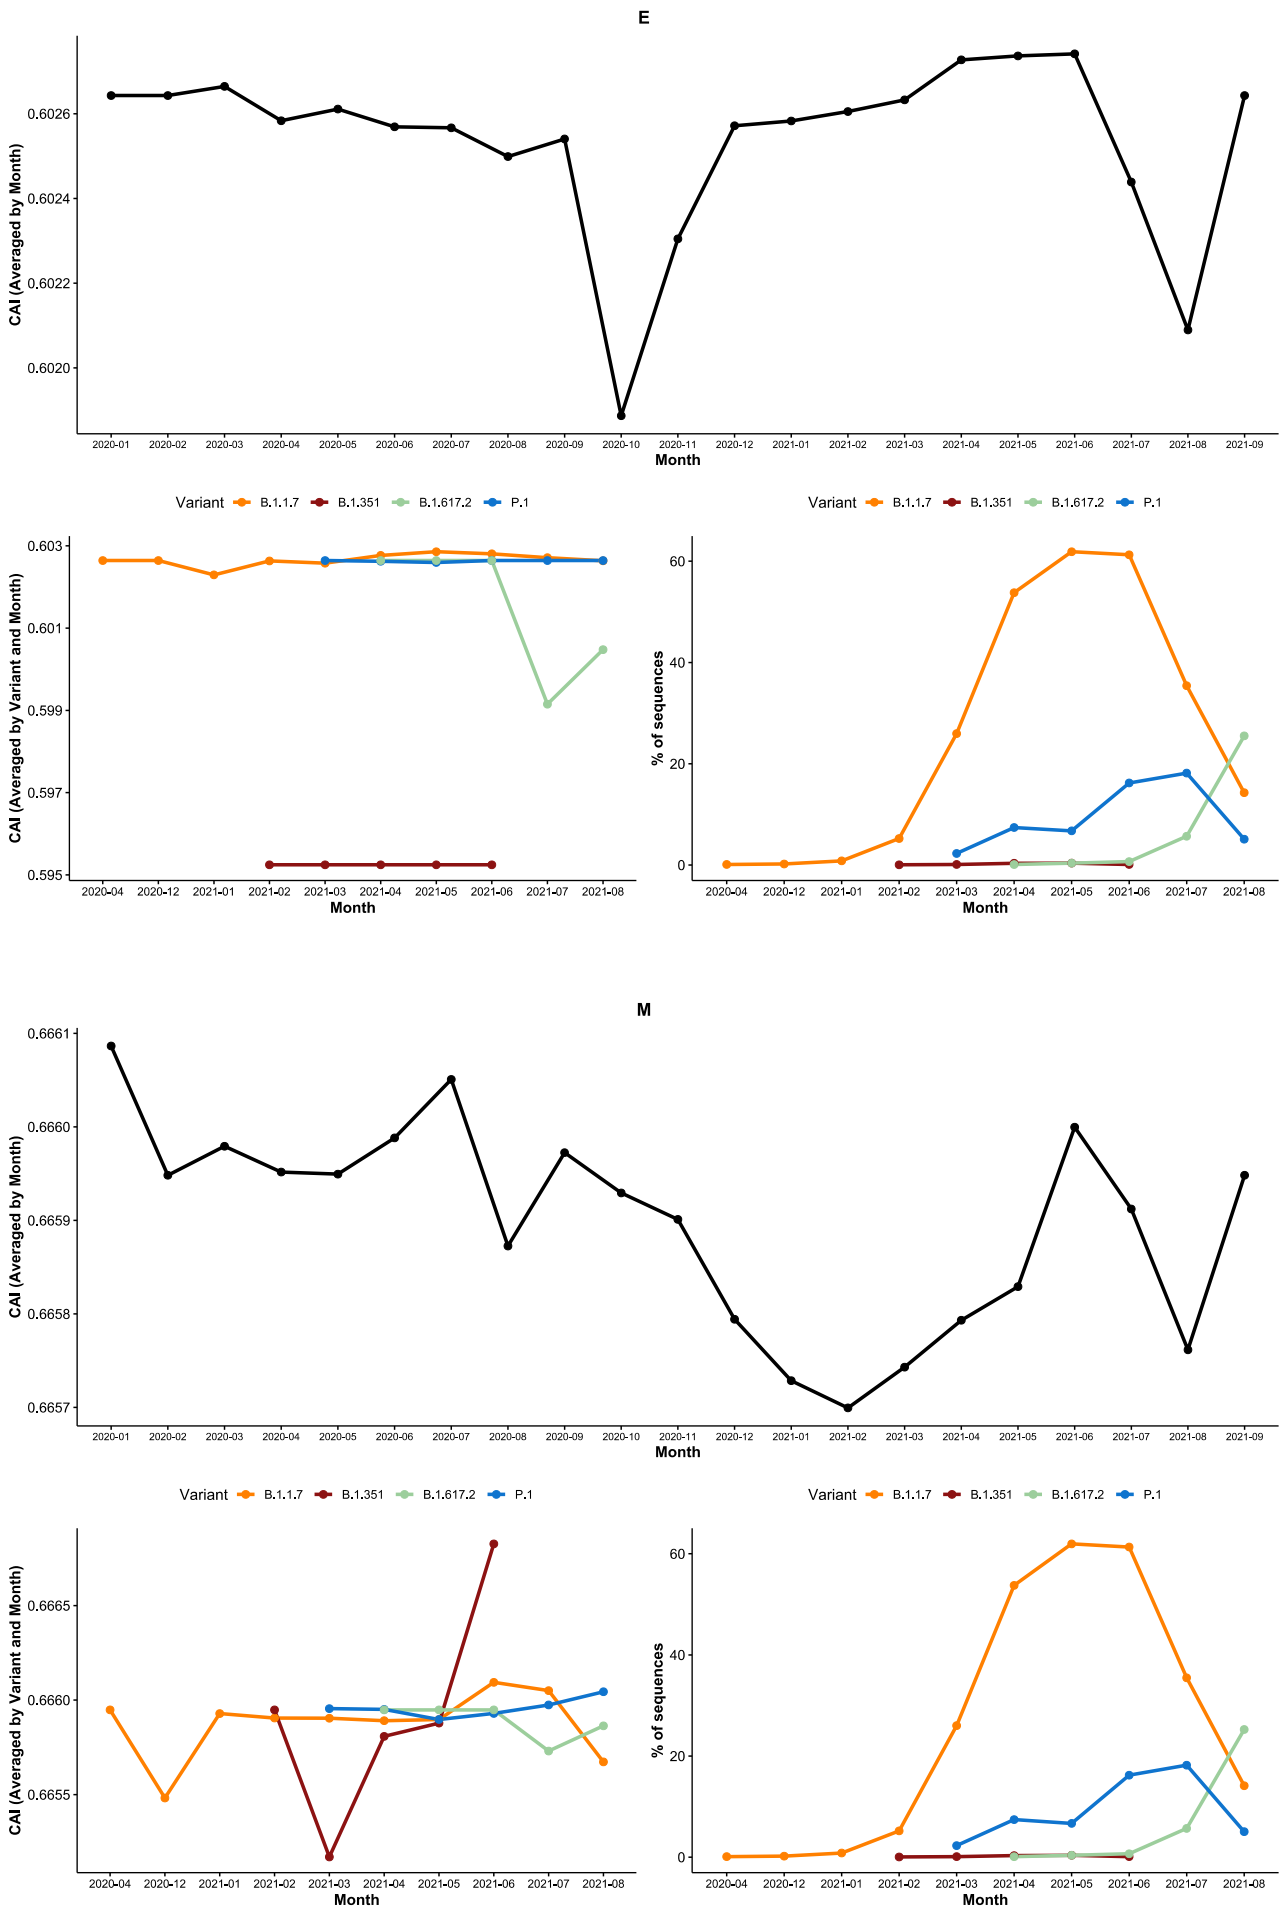 E
CAI (Averaged by Month)
0.6026
0.6024
0.6022
0.6020
2020-01 2020-02 2020-03 2020-04 2020-05 2020-06 2020-07 2020-08 2020-09 2020-10 2020-11 2020-12 2021-01 2021-02 2021-03 2021-04 2021-05 2021-06 2021-07 2021-08 2021-09
Month
Variant B.1.1.7 B.1.351 B.1.617.2 P.1
CAI (Averaged by Variant and Month)
0.603
0.601
0.599
0.597
0.595
2020-04 2020-12 2021-01 2021-02 2021-03 2021-04 2021-05 2021-06 2021-07 2021-08
Month
Variant B.1.1.7 B.1.351 B.1.617.2 P.1
% of sequences
60
40
20
0
2020-04 2020-12 2021-01 2021-02 2021-03 2021-04 2021-05 2021-06 2021-07 2021-08
Month
M
CAI (Averaged by Month)
0.6661
0.6660
0.6659
0.6658
0.6657
2020-01 2020-02 2020-03 2020-04 2020-05 2020-06 2020-07 2020-08 2020-09 2020-10 2020-11 2020-12 2021-01 2021-02 2021-03 2021-04 2021-05 2021-06 2021-07 2021-08 2021-09
Month
Variant B.1.1.7 B.1.351 B.1.617.2 P.1
CAI (Averaged by Variant and Month)
0.6665
0.6660
0.6655
2020-04 2020-12 2021-01 2021-02 2021-03 2021-04 2021-05 2021-06 2021-07 2021-08
Month
Variant B.1.1.7 B.1.351 B.1.617.2 P.1
% of sequences
60
40
20
0
2020-04 2020-12 2021-01 2021-02 2021-03 2021-04 2021-05 2021-06 2021-07 2021-08
Month